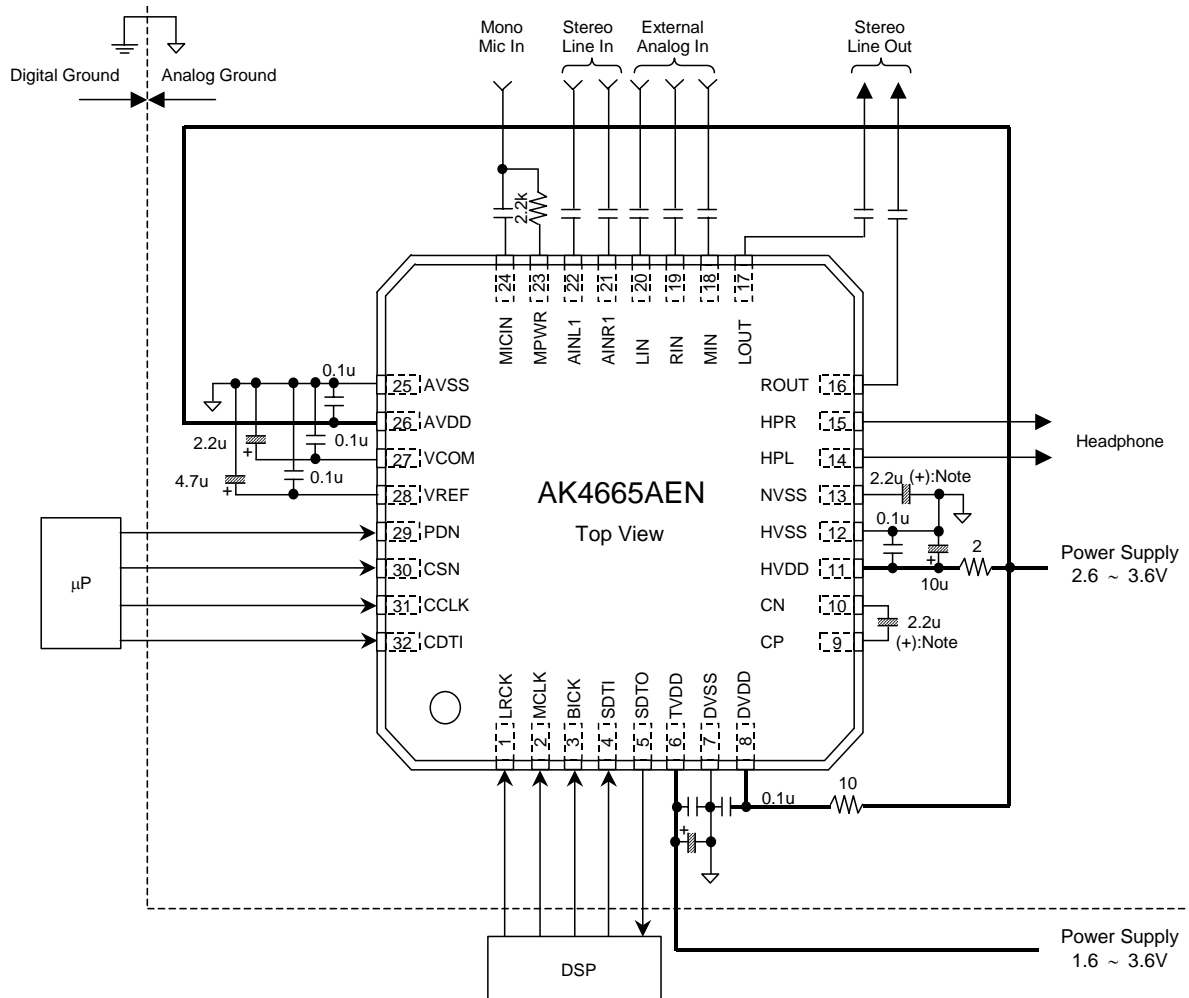 Mono
Mic In
Stereo
Line In
External
Analog In
Stereo
Line Out
Digital Ground
Analog Ground
2.2k
24
23
22
21
20
19
18
17
MICIN
MPWR
AINL1
AINR1
LIN
RIN
MIN
LOUT
0.1u
2.2u
+
0.1u
4.7u
+
0.1u
25 AVSS
26 AVDD
27 VCOM
28 VREF
29 PDN
30 CSN
31 CCLK
32 CDTI
μP
AK4665AEN
Top View
ROUT 16
HPR 15
HPL 14
NVSS 13
HVSS 12
HVDD 11
CN 10
CP 9
Headphone
2.2u (+):Note
0.1u
+
10u
2
Power Supply
2.6 ~ 3.6V
2.2u
(+):Note
LRCK
MCLK
BICK
SDTI
SDTO
TVDD
DVSS
DVDD
1
2
3
4
5
6
7
8
0.1u
10
+
DSP
Power Supply
1.6 ~ 3.6V